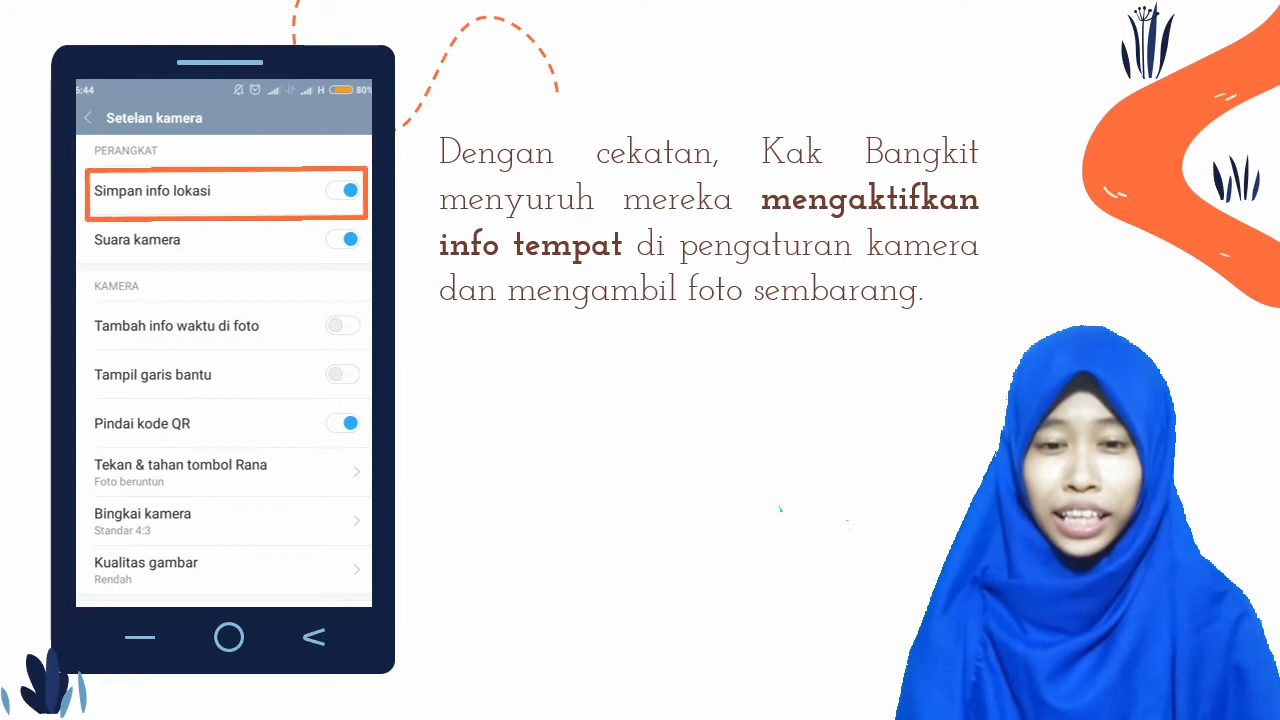 6:44
H
80%
Setelan kamera
PERANGKAT
Simpan info lokasi
Suara kamera
KAMERA
Tambah info waktu di foto
Tampil garis bantu
Pindai kode QR
Tekan & tahan tombol Rana
Foto beruntun
Bingkai kamera
Standar 4:3
Kualitas gambar
Rendah
Dengan cekatan, Kak Bangkit
menyuruh mereka mengaktifkan
info tempat di pengaturan kamera
dan mengambil foto sembarang.